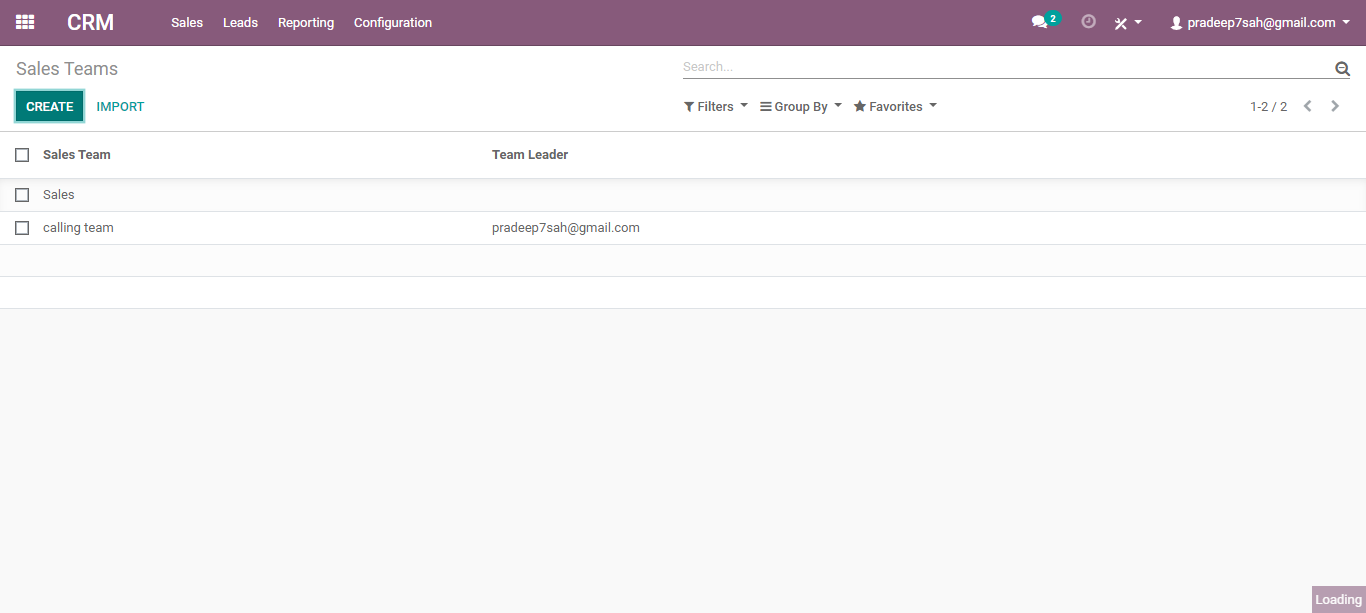 CRM Sales Leads Reporting Configuration 2 pradeep7sah@gmail.com
Sales Teams Search...
CREATE IMPORT Filters Group By Favorites 1-2 / 2
Sales Team Team Leader
Sales
calling team pradeep7sah@gmail.com
Loading